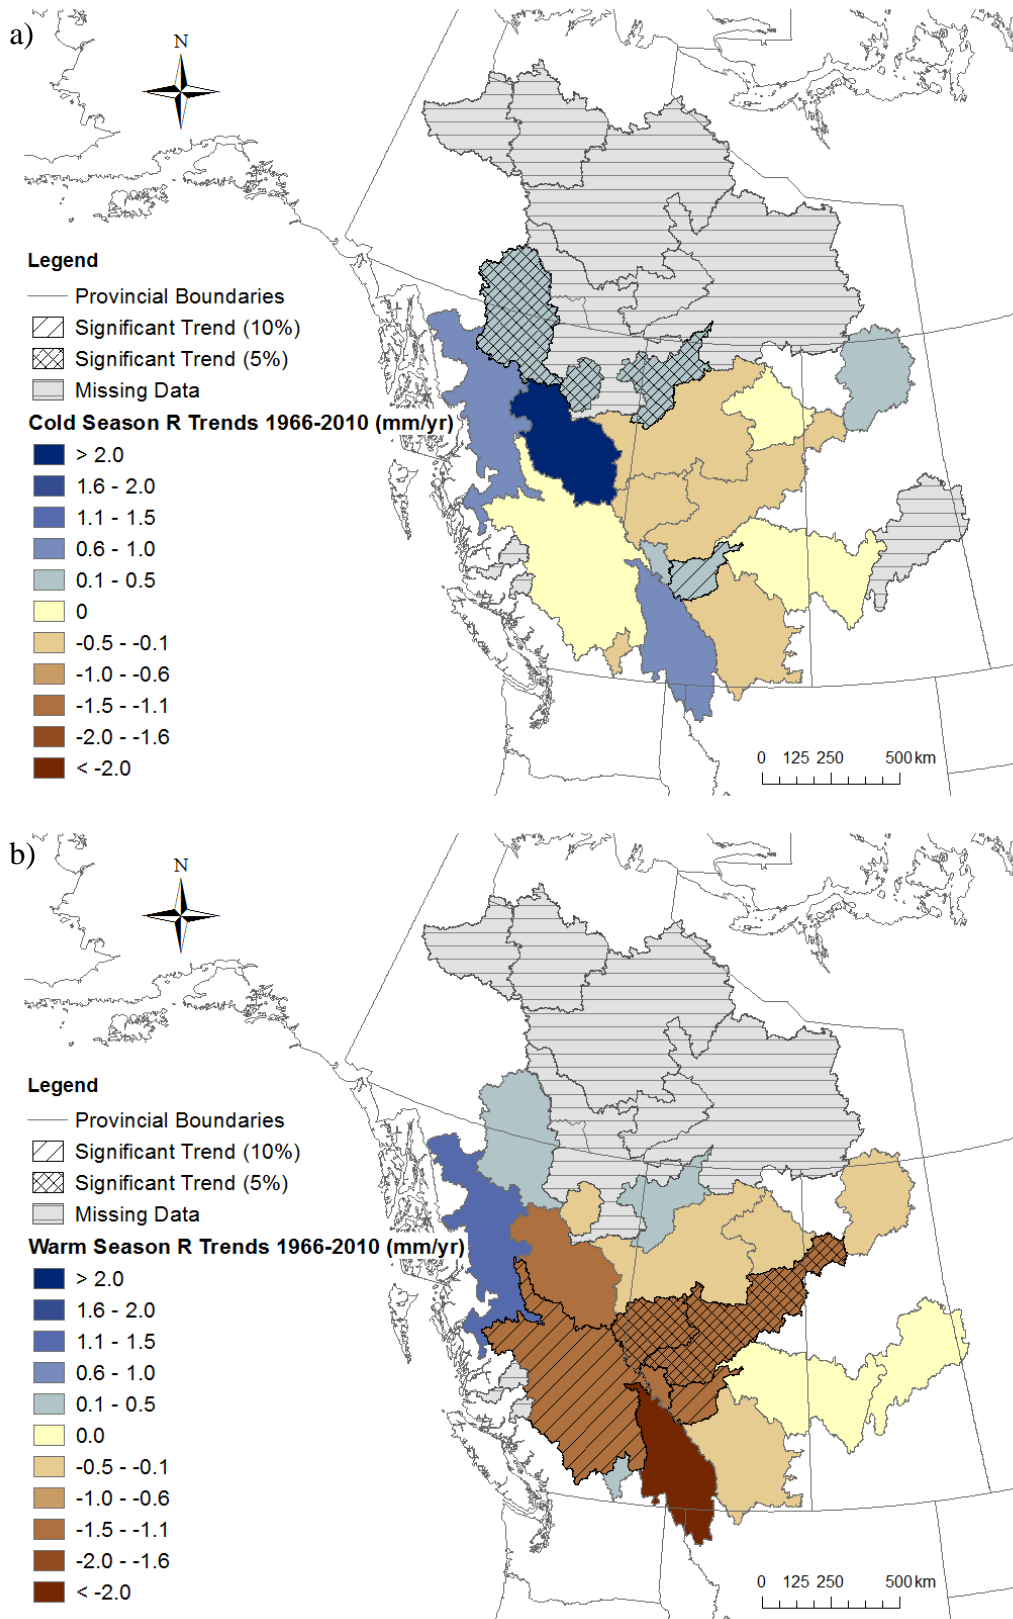 a)
N
Legend
Provincial Boundaries
Significant Trend (10%)
Significant Trend (5%)
Missing Data
Cold Season R Trends 1966-2010 (mm/yr)
> 2.0
1.6 - 2.0
1.1 - 1.5
0.6 - 1.0
0.1 - 0.5
0
-0.5 - -0.1
-1.0 - -0.6
-1.5 - -1.1
-2.0 - -1.6
< -2.0
0 125 250 500 km
b)
N
Legend
Provincial Boundaries
Significant Trend (10%)
Significant Trend (5%)
Missing Data
Warm Season R Trends 1966-2010 (mm/yr)
> 2.0
1.6 - 2.0
1.1 - 1.5
0.6 - 1.0
0.1 - 0.5
0.0
-0.5 - -0.1
-1.0 - -0.6
-1.5 - -1.1
-2.0 - -1.6
< -2.0
0 125 250 500 km